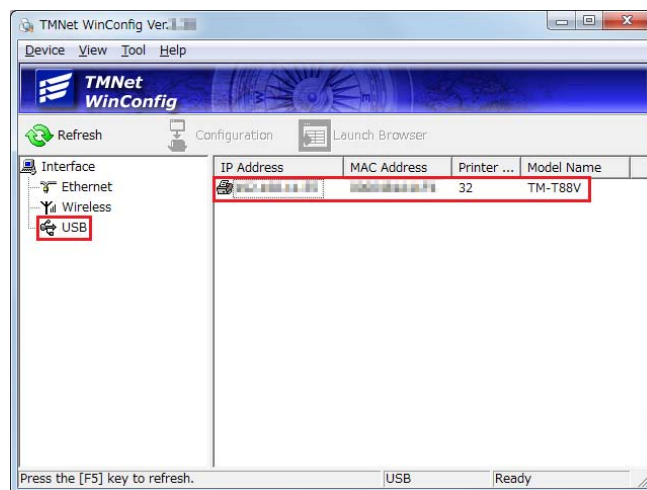 TMNet WinConfig Ver.
Device View Tool Help
TMNet
WinConfig
Refresh Configuration Launch Browser
Interface
Ethernet
Wireless
USB
IP Address MAC Address Printer ... Model Name
32 TM-T88V
Press the [F5] key to refresh. USB Ready